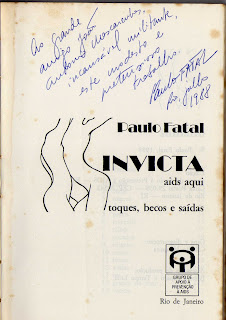 Ao grande
amigo João
Antonio Mascarenhas,
incansável militante,
este modesto e
pretensioso
trabalho.
Paulo FATAL
Ro, julho
1988
Paulo Fatal
INVICTA
aids aqui
toques, becos e saídas
GRUPO DE
APOIO À
PREVENÇÃO
À AIDS
Rio de Janeiro